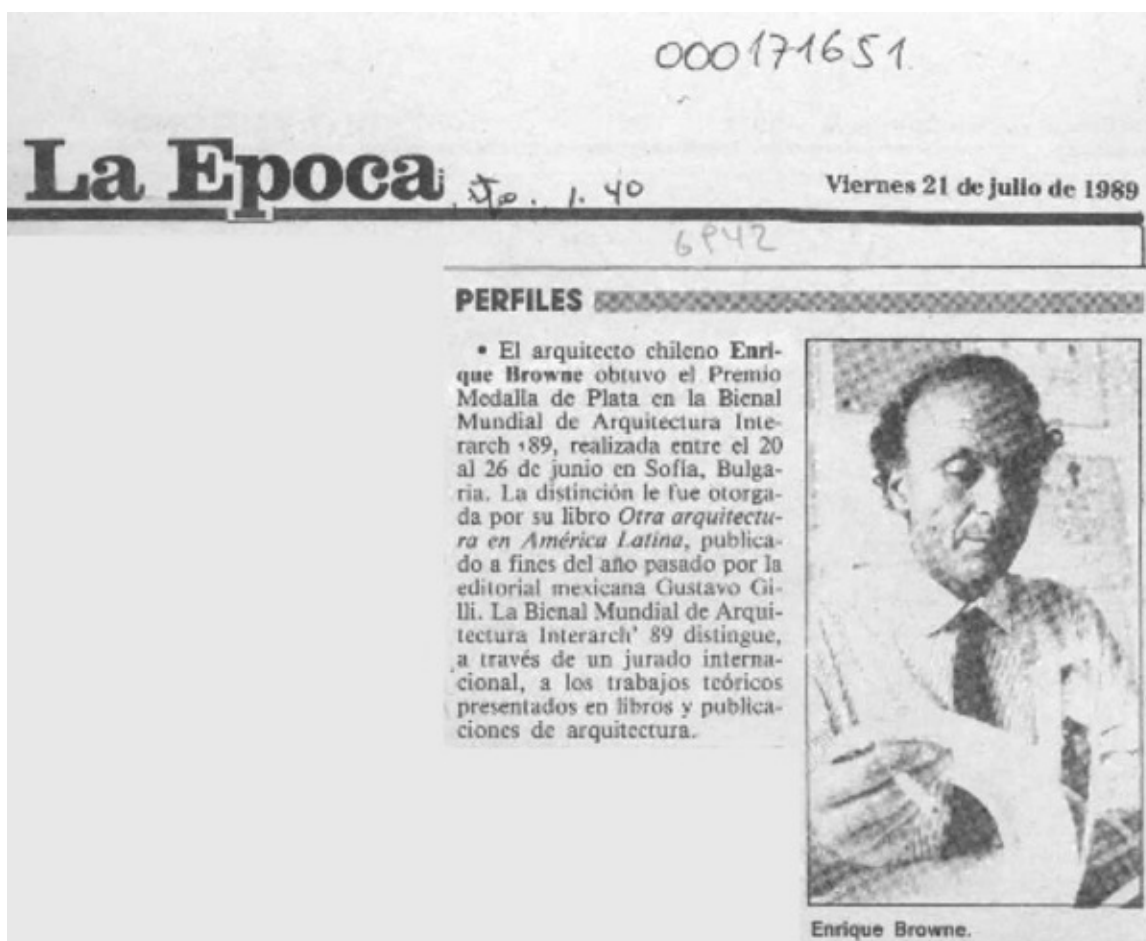 000171651
La Epoca
1. 40
Viernes 21 de julio de 1989
6942
PERFILES
• El arquitecto chileno Enri-
que Browne obtuvo el Premio
Medalla de Plata en la Bienal
Mundial de Arquitectura Inte-
rarch '89, realizada entre el 20
al 26 de junio en Sofía, Bulga-
ria. La distinción le fue otorga-
da por su libro Otra arquitectu-
ra en América Latina, publica-
do a fines del año pasado por la
editorial mexicana Gustavo Gi-
lli. La Bienal Mundial de Arqui-
tectura Interarch' 89 distingue,
a través de un jurado interna-
cional, a los trabajos teóricos
presentados en libros y publica-
ciones de arquitectura.
Enrique Browne.